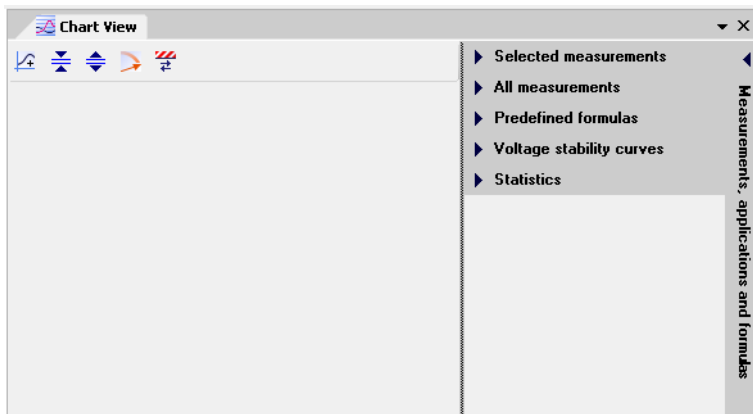 Chart View
Selected measurements
All measurements
Predefined formulas
Voltage stability curves
Statistics
Measurements, applications and formulas